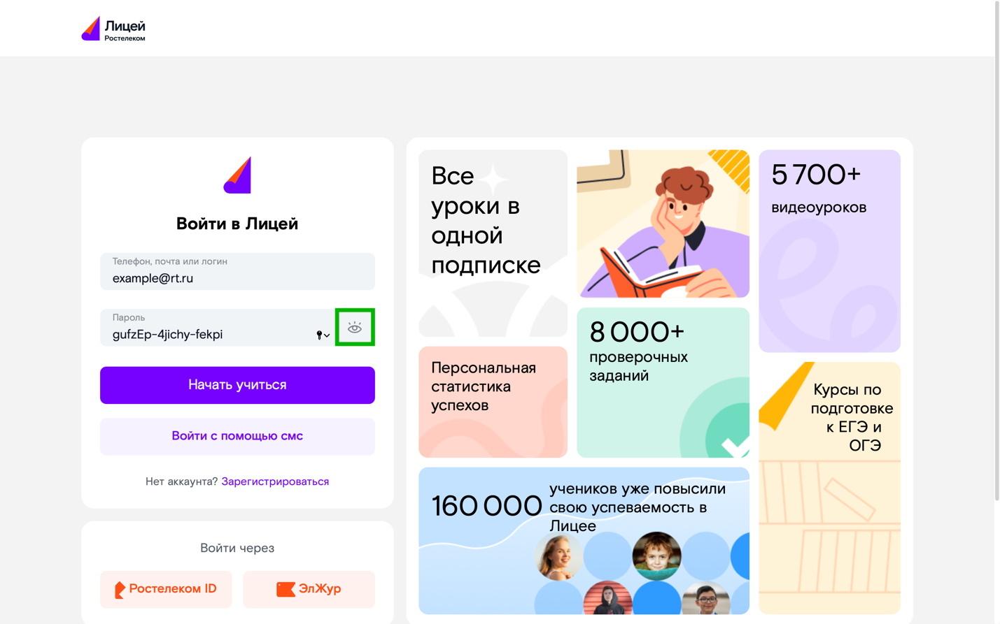 Лицей
Ростелеком
Войти в Лицей
Телефон, почта или логин
example@rt.ru
Пароль
gufzEp-4jichy-fekpi
Начать учиться
Войти с помощью смс
Нет аккаунта? Зарегистрироваться
Войти через
Ростелеком ID
ЭлЖур
Все
уроки в
одной
подписке
5 700+
видеоуроков
8 000+
проверочных
заданий
Персональная
статистика
успехов
Курсы по
подготовке
к ЕГЭ и
ОГЭ
160 000
учеников уже повысили
свою успеваемость в
Лицее